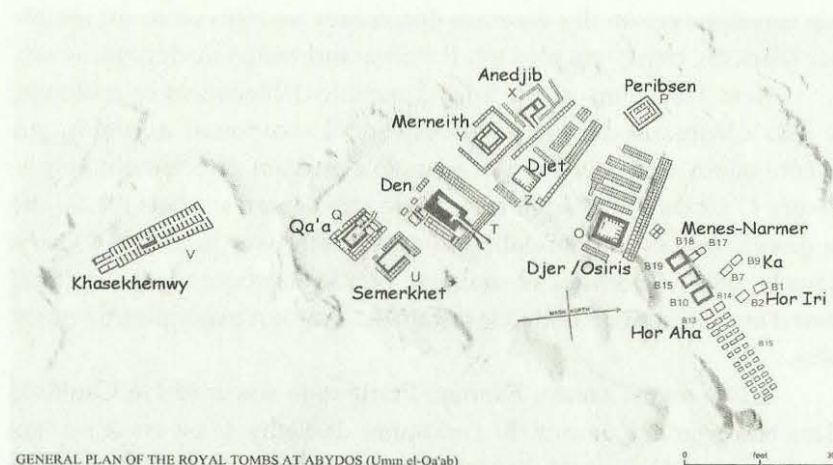 Anedjib
X
Peribsen
P
Merneith
Y
Djet
Z
Den
T
Qa'a
Q
Semerkhet
U
Khasekhemwy
V
O
Djer /Osiris
Menes-Narmer
B18
B17
B19
B9
Ka
B7
B15
B1
B2
Hor Iri
B10
B14
B13
Hor Aha
B15
NORTH
GENERAL PLAN OF THE ROYAL TOMBS AT ABYDOS (Umm el-Qa'ab)
0
feet